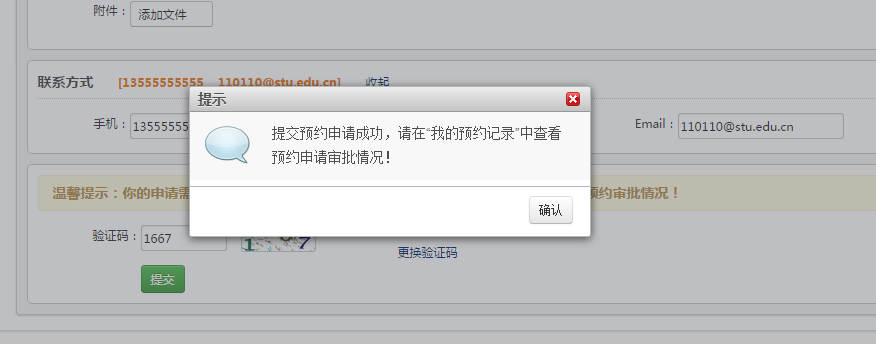 附件：
添加文件
联系方式 [13555555555 110110@stu.edu.cn] 收起
提示
手机：
1355555
提交预约申请成功，请在“我的预约记录”中查看
预约申请审批情况！
Email：
110110@stu.edu.cn
温馨提示：你的申请需
预约审批情况！
确认
验证码：
1667
更换验证码
提交